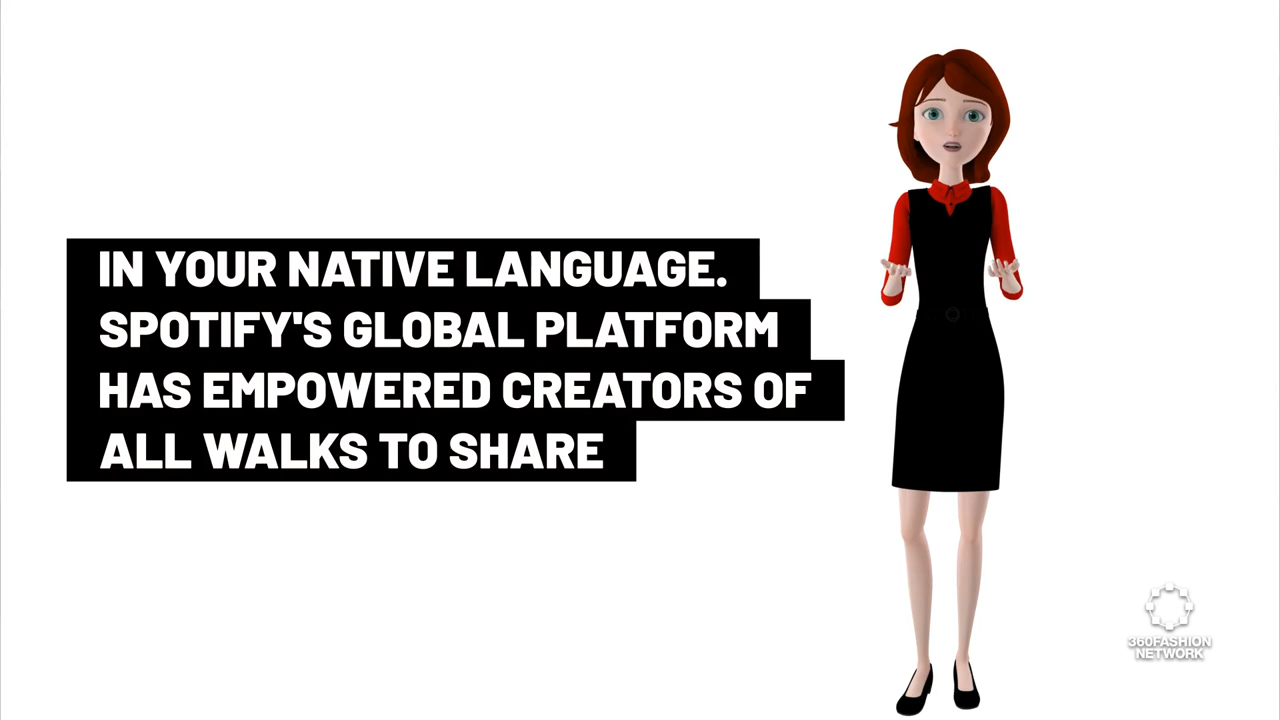 IN YOUR NATIVE LANGUAGE.
SPOTIFY'S GLOBAL PLATFORM
HAS EMPOWERED CREATORS OF
ALL WALKS TO SHARE
360FASHION
NETWORK